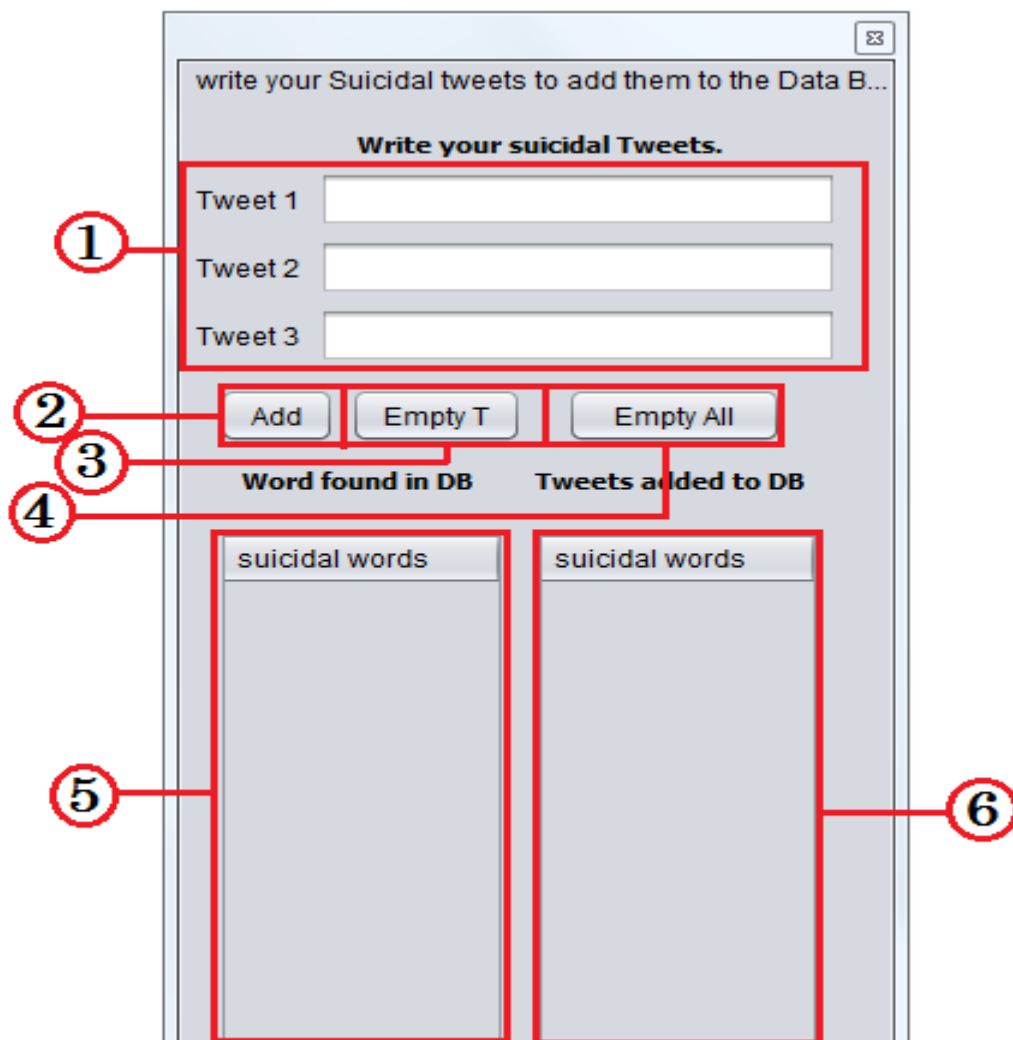 write your Suicidal tweets to add them to the Data B...
Write your suicidal Tweets.
Tweet 1
1
Tweet 2
Tweet 3
2 Add Empty T Empty All
3
Word found in DB Tweets added to DB
4
suicidal words suicidal words
5
6